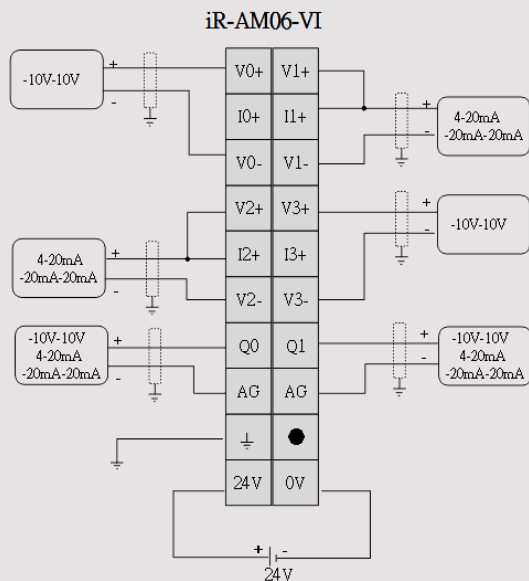 iR-AM06-VI
+
-10V-10V
-
V0+ V1+
I0+ I1+
V0- V1-
+
4-20mA
-
-20mA-20mA
V2+ V3+
+
-10V-10V
-
+
4-20mA
-20mA-20mA
-
I2+ I3+
V2- V3-
-10V-10V
+
4-20mA
-
-20mA-20mA
Q0 Q1
AG AG
+
-10V-10V
4-20mA
-
-20mA-20mA
24V 0V
+ -
24V